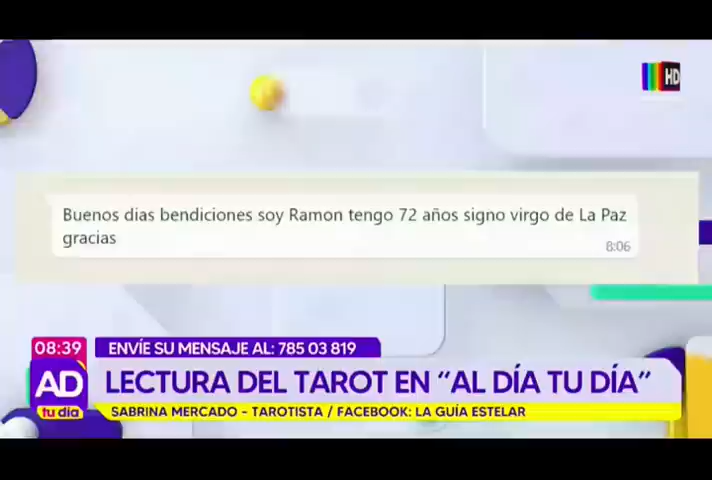 HD
Buenos dias bendiciones soy Ramon tengo 72 años signo virgo de La Paz
gracias
8:06
08:39
ENVÍE SU MENSAJE AL: 785 03 819
AD
tu día
LECTURA DEL TAROT EN “AL DÍA TU DÍA”
SABRINA MERCADO - TAROTISTA / FACEBOOK: LA GUÍA ESTELAR